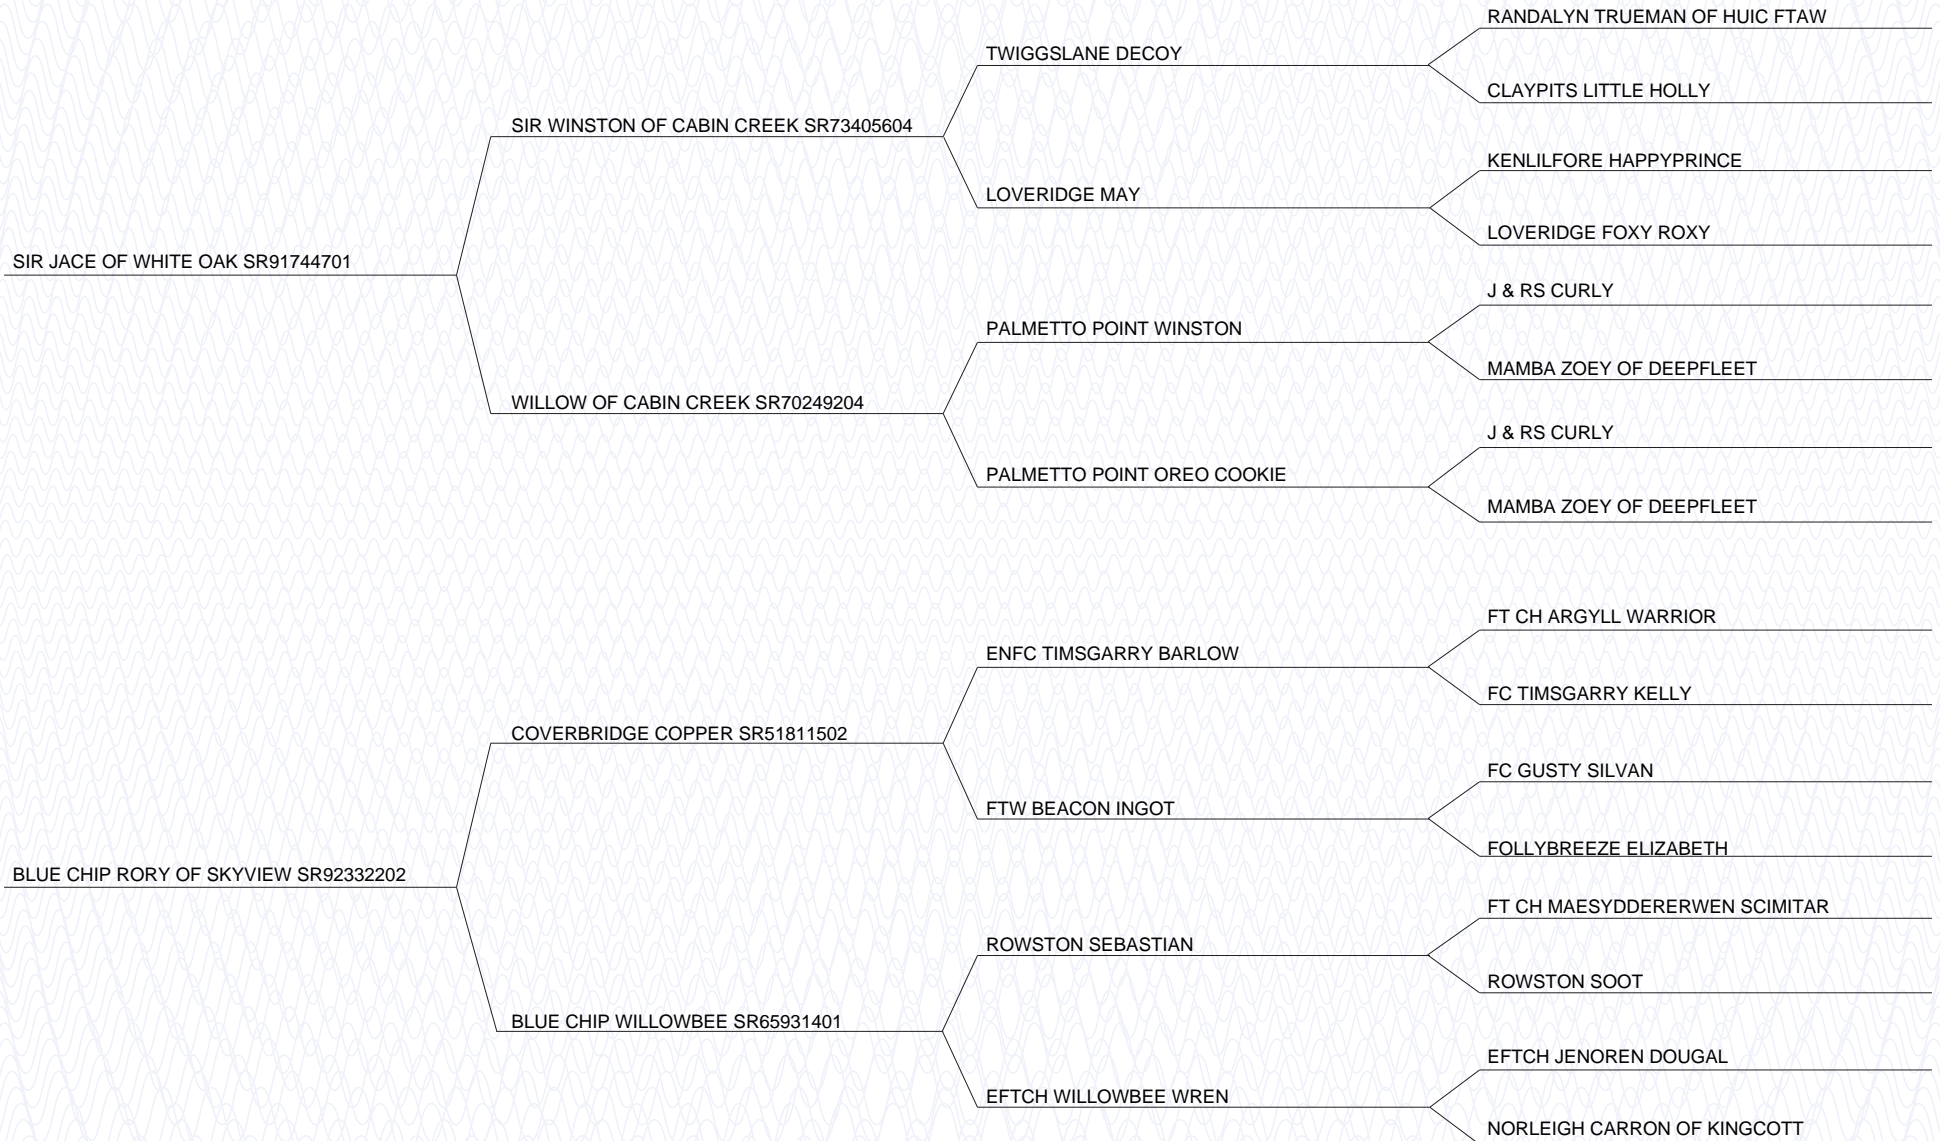 RANDALYN TRUEMAN OF HUIC FTAW
TWIGGSLANE DECOY
CLAYPITS LITTLE HOLLY
SIR WINSTON OF CABIN CREEK SR73405604
KENLILFORE HAPPYPRINCE
LOVERIDGE MAY
LOVERIDGE FOXY ROXY
SIR JACE OF WHITE OAK SR91744701
J & RS CURLY
PALMETTO POINT WINSTON
MAMBA ZOEY OF DEEPFLEET
WILLOW OF CABIN CREEK SR70249204
J & RS CURLY
PALMETTO POINT OREO COOKIE
MAMBA ZOEY OF DEEPFLEET
FT CH ARGYLL WARRIOR
ENFC TIMSGARRY BARLOW
FC TIMSGARRY KELLY
COVERBRIDGE COPPER SR51811502
FC GUSTY SILVAN
FTW BEACON INGOT
FOLLYBREEZE ELIZABETH
BLUE CHIP RORY OF SKYVIEW SR92332202
FT CH MAESYDDERERWEN SCIMITAR
ROWSTON SEBASTIAN
ROWSTON SOOT
BLUE CHIP WILLOWBEE SR65931401
EFTCH JENOREN DOUGAL
EFTCH WILLOWBEE WREN
NORLEIGH CARRON OF KINGCOTT